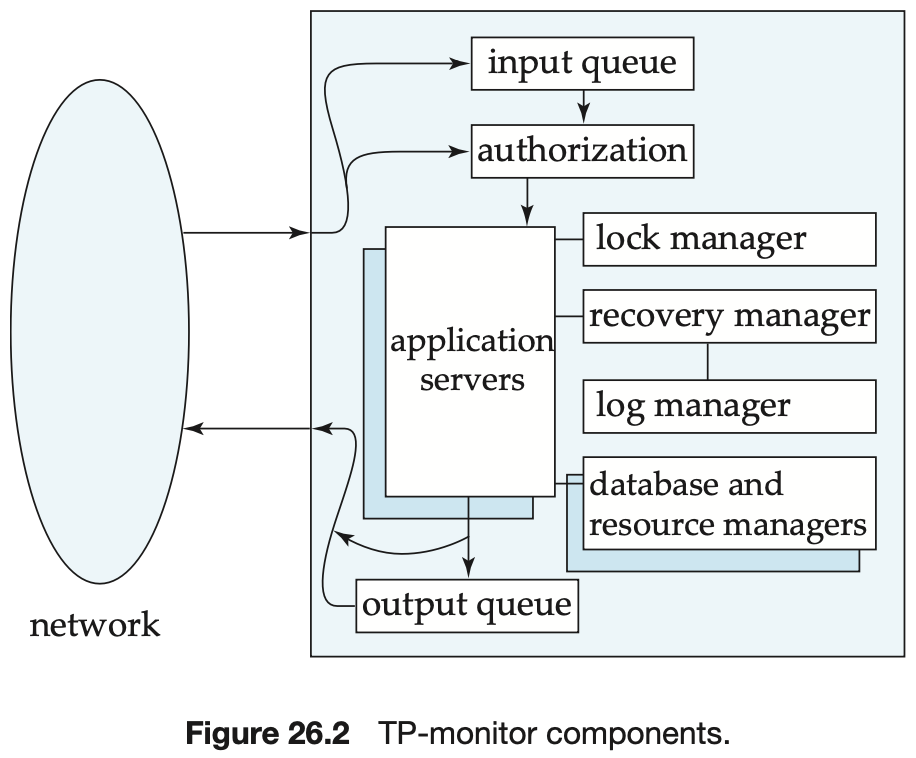 input queue
authorization
lock manager
recovery manager
application
servers
log manager
database and
resource managers
output queue
network
Figure 26.2 TP-monitor components.